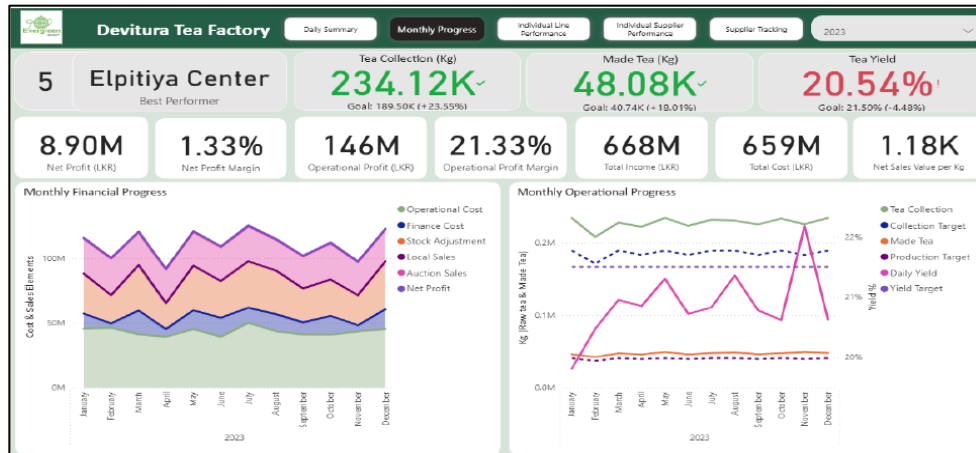 Evergreen
Devitura Tea Factory
Daily Summary
Monthly Progress
Individual Line
Performance
Individual Supplier
Performance
Supplier Tracking
2023
5
Elpitiya Center
Best Performer
Tea Collection (Kg)
234.12K
Goal: 189.50K (+23.55%)
Made Tea (Kg)
48.08K
Goal: 40.74K (+18.01%)
Tea Yield
20.54%!
Goal: 21.50% (-4.48%)
8.90M
Net Profit (LKR)
1.33%
Net Profit Margin
146M
Operational Profit (LKR)
21.33%
Operational Profit Margin
668M
Total Income (LKR)
659M
Total Cost (LKR)
1.18K
Net Sales Value per Kg
Monthly Financial Progress
Cost & Sales Elements
100M
50M
0M
January
February
March
April
May
June
July
August
September
October
November
December
2023
Operational Cost
Finance Cost
Stock Adjustment
Local Sales
Auction Sales
Net Profit
Monthly Operational Progress
Kg |Raw tea & Made Tea|
0.2M
0.1M
0.0M
January
February
March
April
May
June
July
August
September
October
November
December
2023
22%
21%
20%
Yield %
Tea Collection
Collection Target
Made Tea
Production Target
Daily Yield
Yield Target